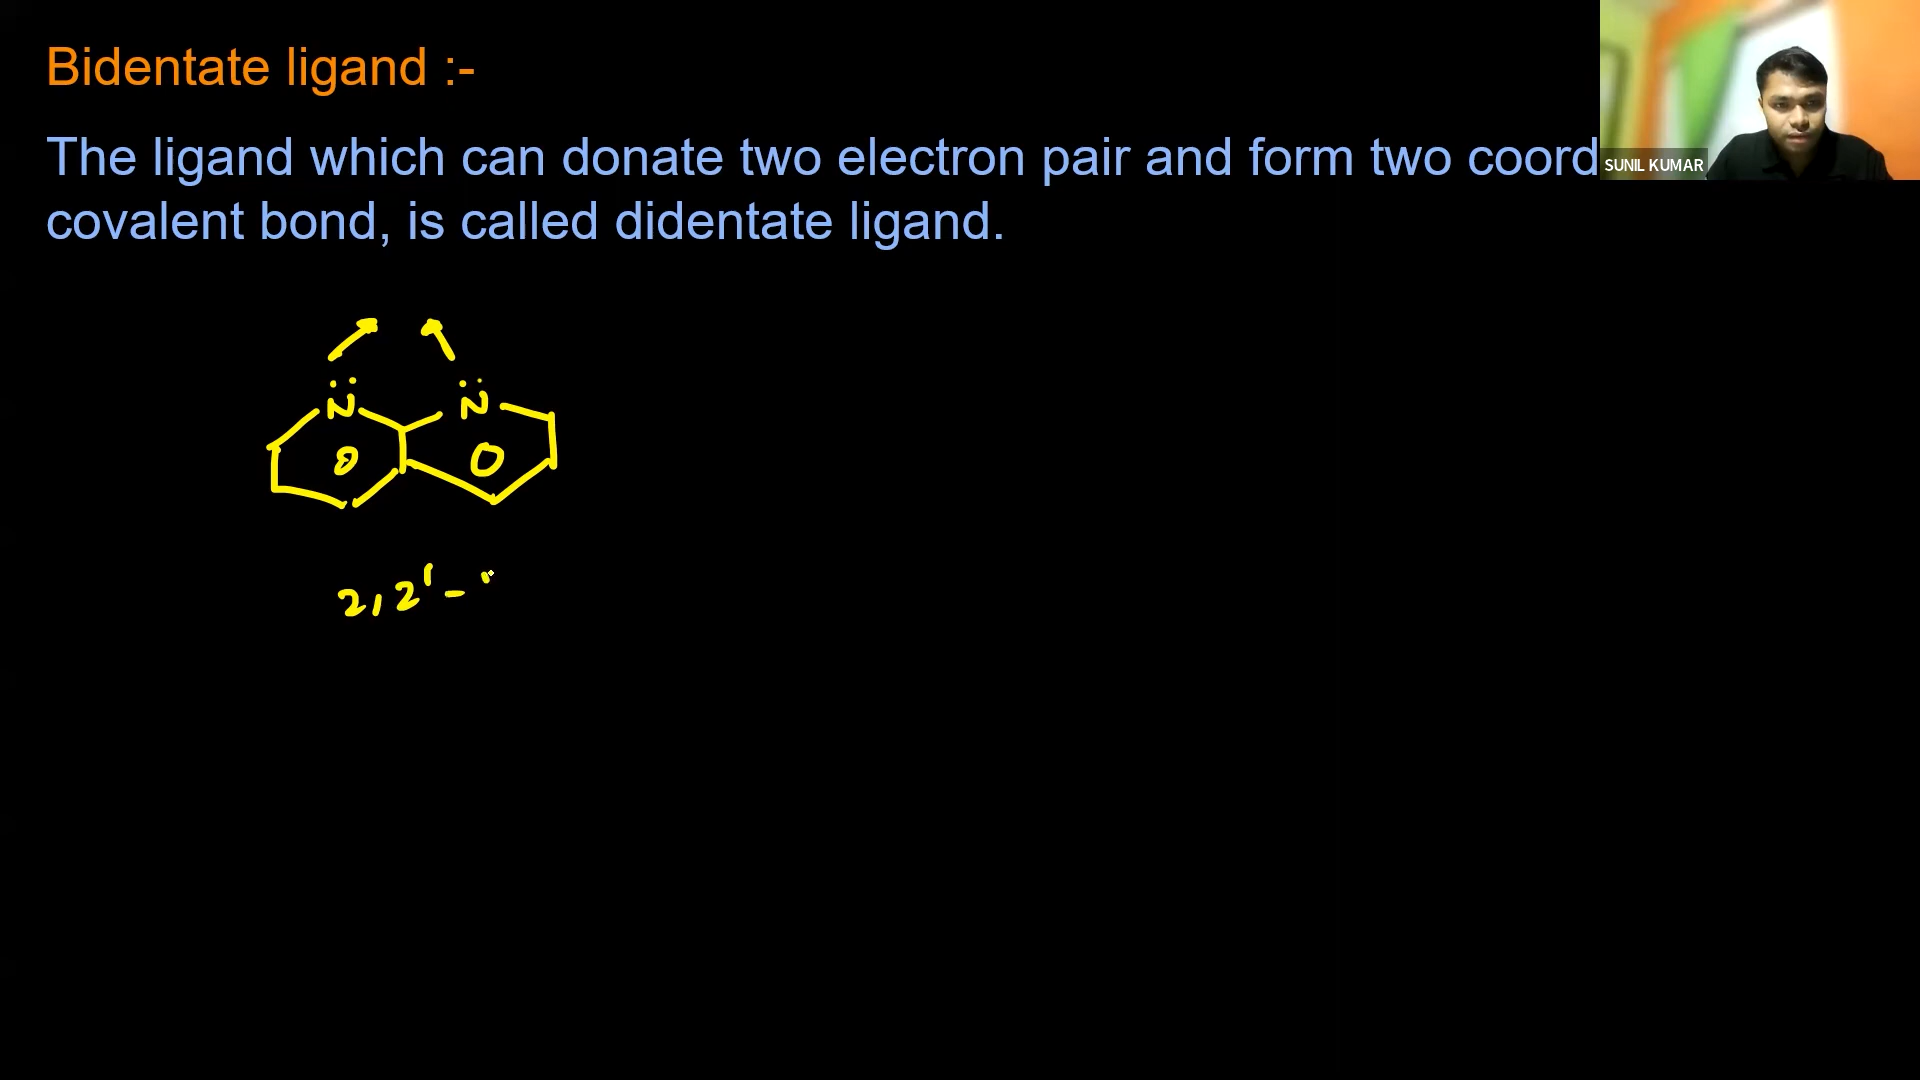 Bidentate ligand :-
The ligand which can donate two electron pair and form two coord
covalent bond, is called didentate ligand.
SUNIL KUMAR
N N
2,2'-